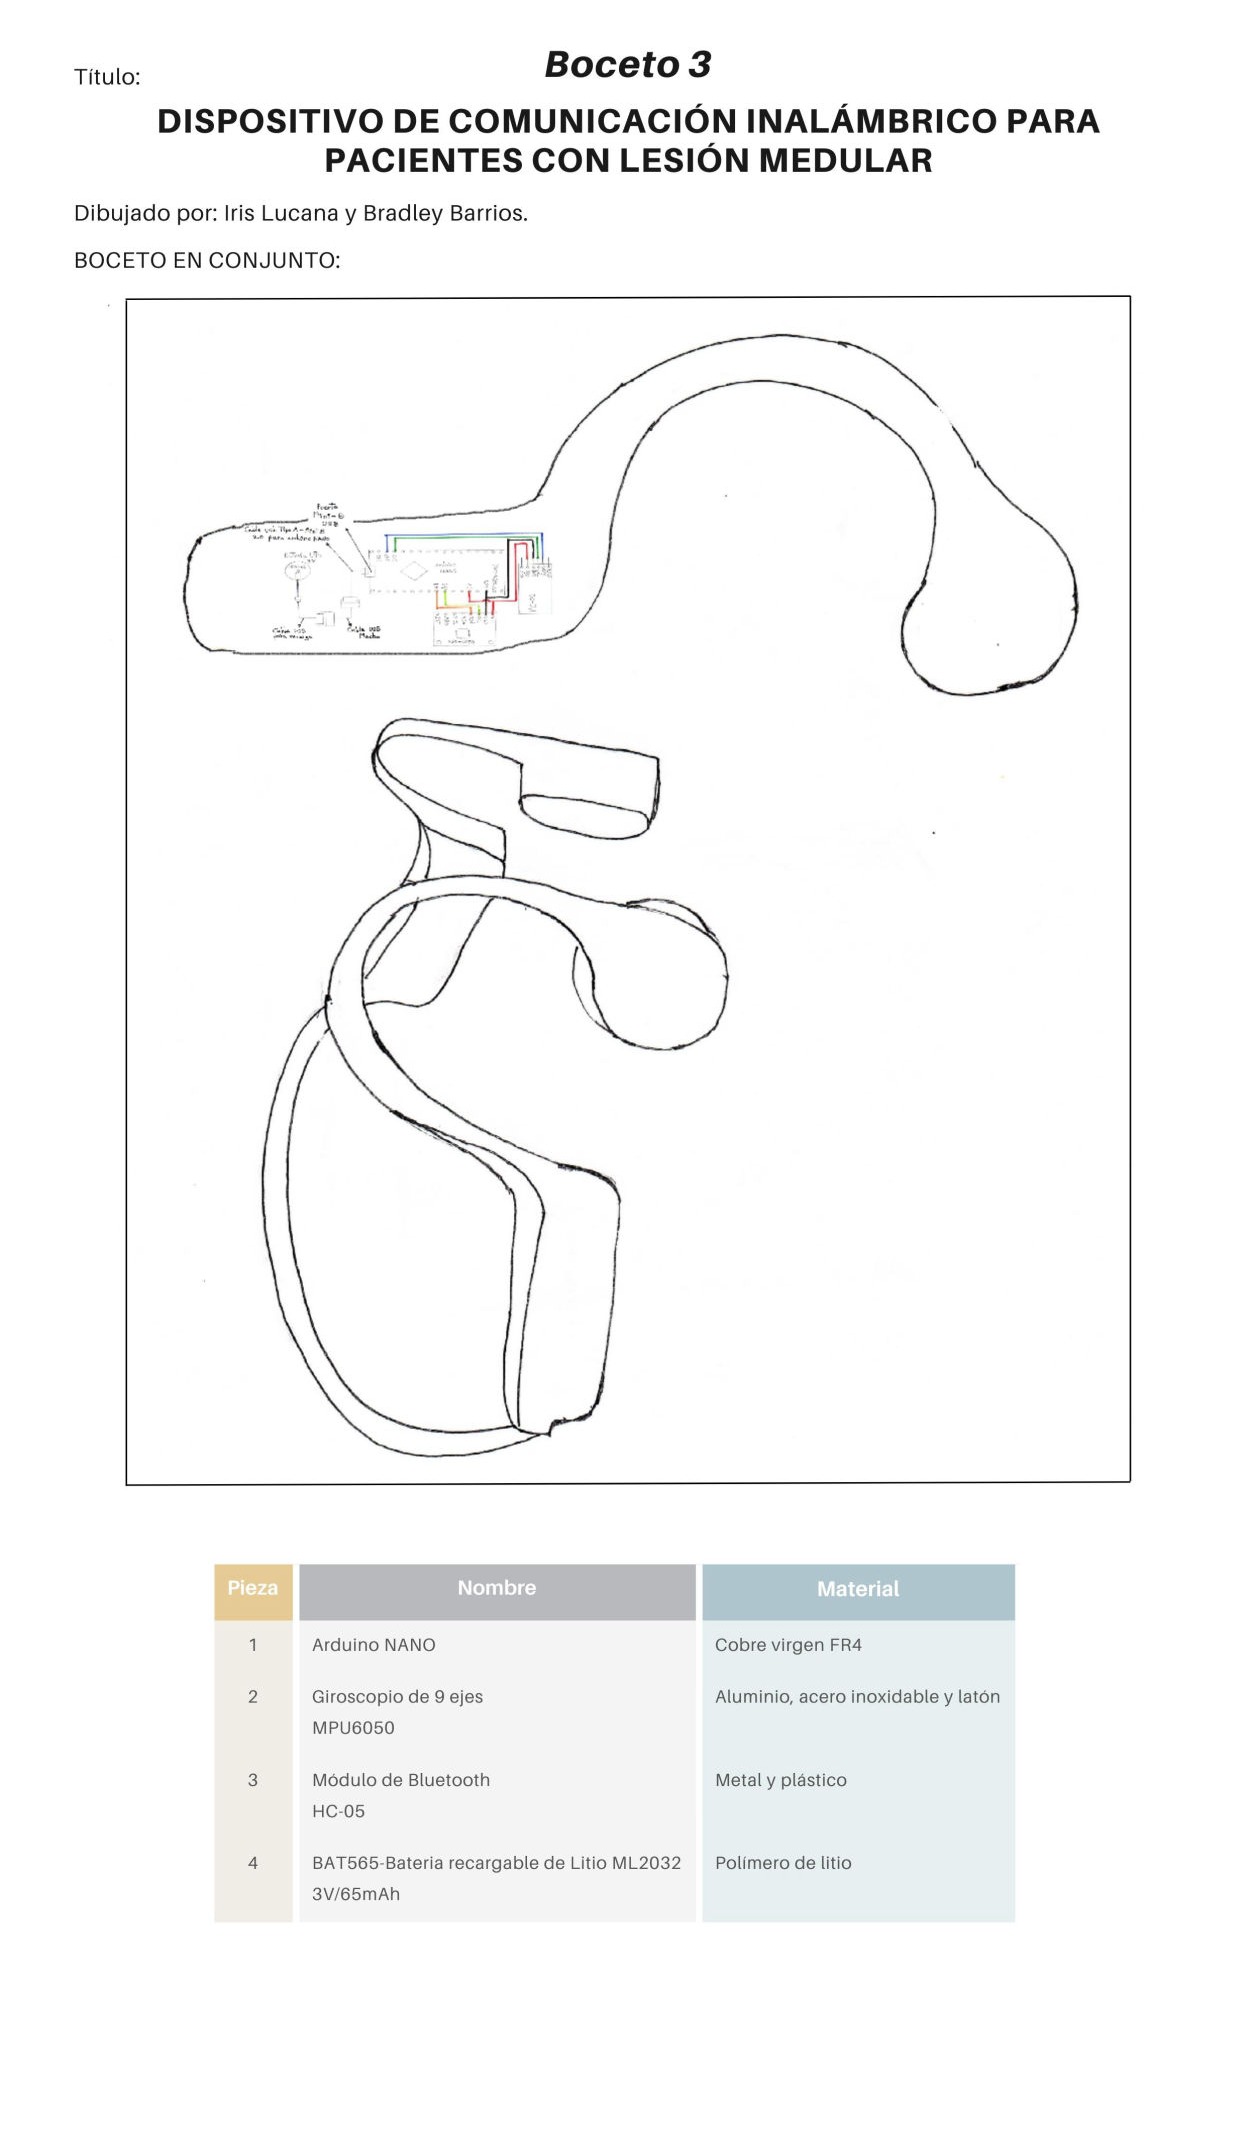 Boceto 3
Título:
DISPOSITIVO DE COMUNICACIÓN INALÁMBRICO PARA
PACIENTES CON LESIÓN MEDULAR
Dibujado por: Iris Lucana y Bradley Barrios.
BOCETO EN CONJUNTO:
Puerto
Mini-B
USB
Cable USB
Macho
Pieza Nombre Material
1 Arduino NANO Cobre virgen FR4
2 Giroscopio de 9 ejes Aluminio, acero inoxidable y latón
MPU6050
3 Módulo de Bluetooth Metal y plástico
HC-05
4 BAT565-Bateria recargable de Litio ML2032 Polímero de litio
3V/65mAh